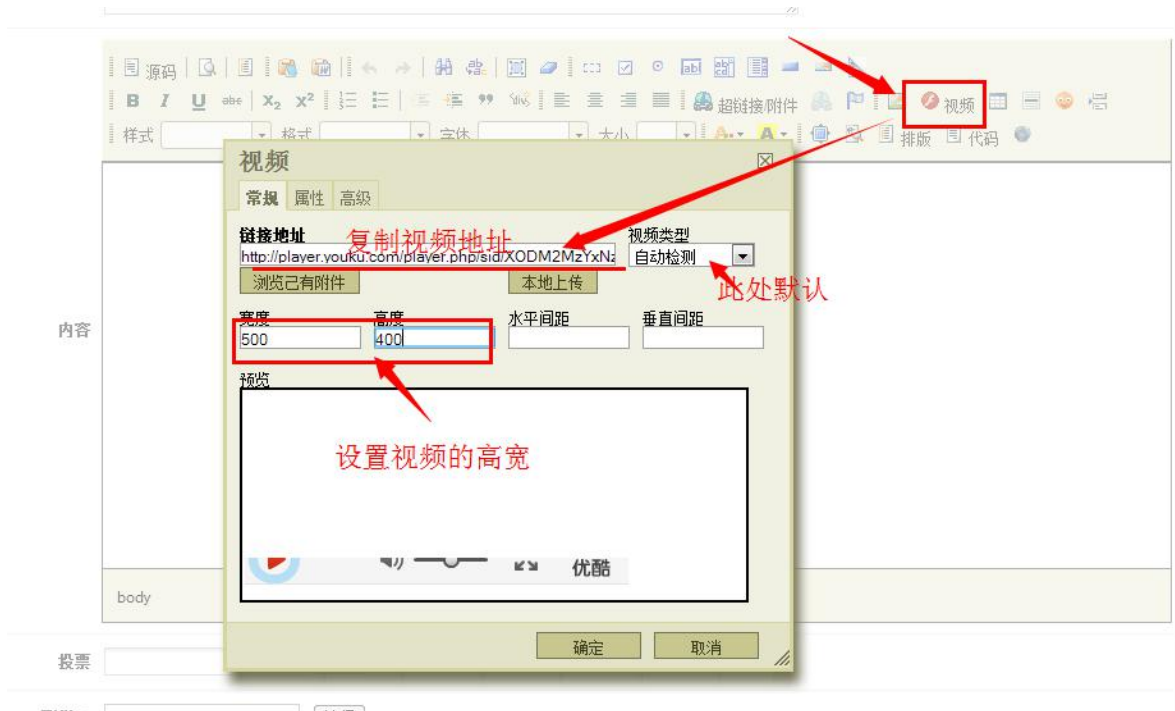 源码
B I U abc X₂ X² 超链接/附件 视频
样式 格式 字体 大小 A A 排版 代码
视频
常规 属性 高级
链接地址 复制视频地址 视频类型
http://player.youku.com/player.php/sid/XODM2MzYxNz 自动检测
浏览已有附件 本地上传 此处默认
宽度 高度 水平间距 垂直间距
内容
500 400
预览
设置视频的高宽
优酷
body
确定 取消
投票